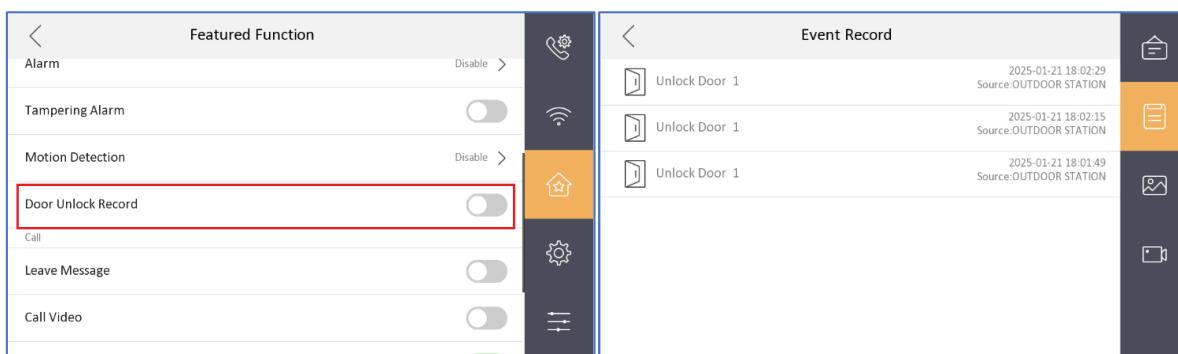 Featured Function
Alarm Disable
Tampering Alarm
Motion Detection Disable
Door Unlock Record
Call
Leave Message
Call Video
Event Record
Unlock Door 1 2025-01-21 18:02:29
Source:OUTDOOR STATION
Unlock Door 1 2025-01-21 18:02:15
Source:OUTDOOR STATION
Unlock Door 1 2025-01-21 18:01:49
Source:OUTDOOR STATION